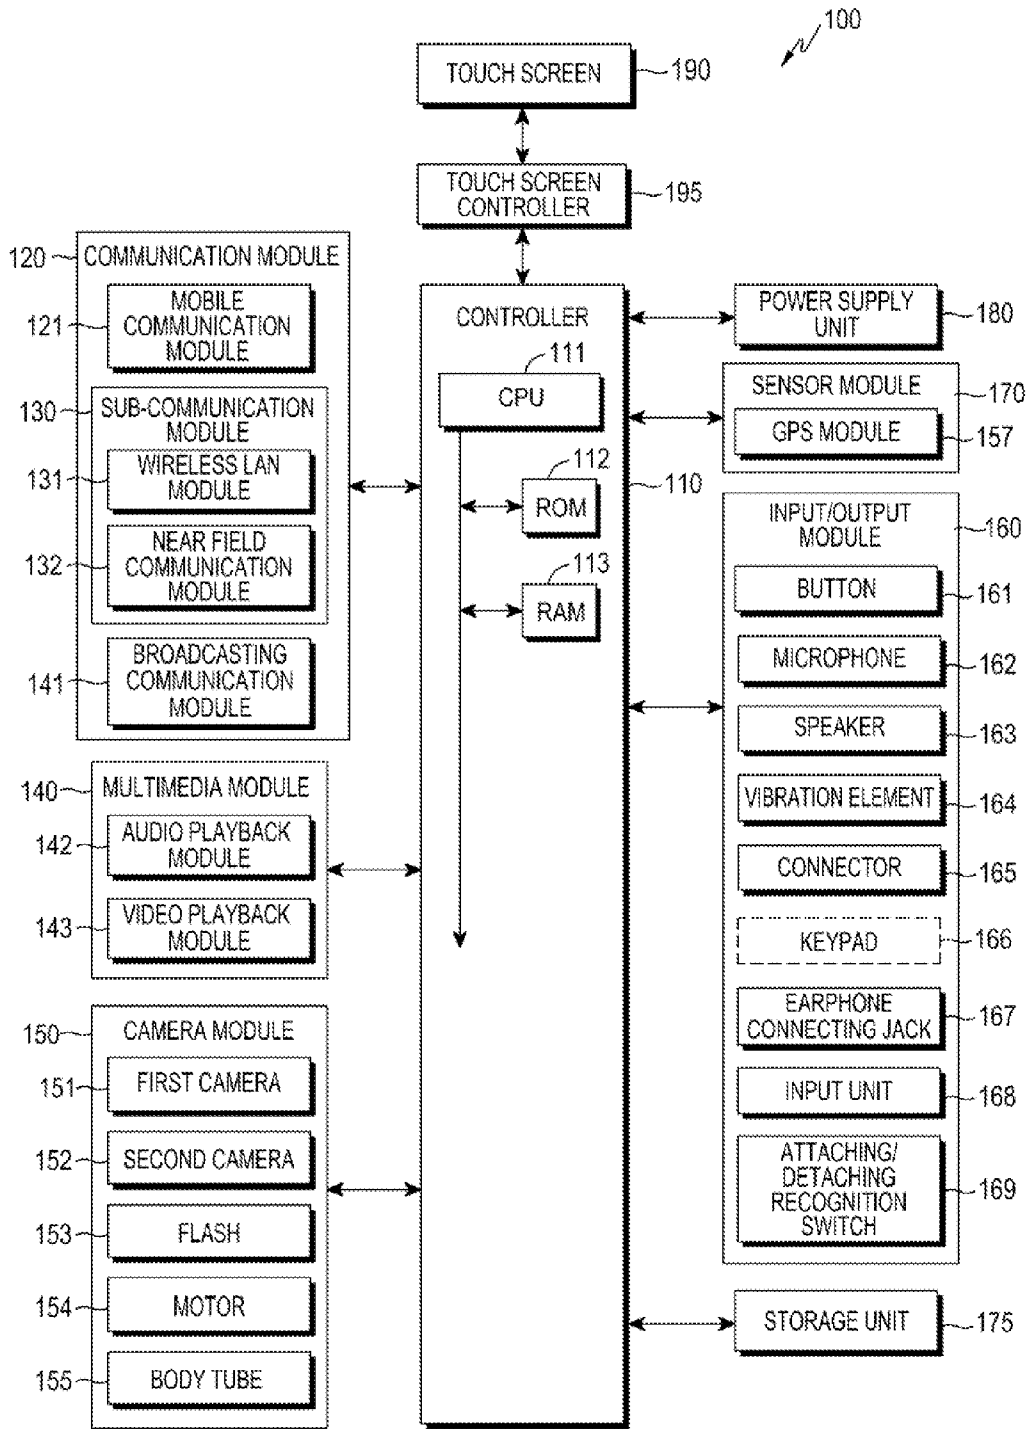 100
TOUCH SCREEN
190
TOUCH SCREEN
CONTROLLER
195
120
COMMUNICATION MODULE
121
MOBILE
COMMUNICATION
MODULE
130
SUB-COMMUNICATION
MODULE
131
WIRELESS LAN
MODULE
132
NEAR FIELD
COMMUNICATION
MODULE
141
BROADCASTING
COMMUNICATION
MODULE
140
MULTIMEDIA MODULE
142
AUDIO PLAYBACK
MODULE
143
VIDEO PLAYBACK
MODULE
150
CAMERA MODULE
151
FIRST CAMERA
152
SECOND CAMERA
153
FLASH
154
MOTOR
155
BODY TUBE
CONTROLLER
111
CPU
112
ROM
113
RAM
110
POWER SUPPLY
UNIT
180
SENSOR MODULE
170
GPS MODULE
157
INPUT/OUTPUT
MODULE
160
BUTTON
161
MICROPHONE
162
SPEAKER
163
VIBRATION ELEMENT
164
CONNECTOR
165
KEYPAD
166
EARPHONE
CONNECTING JACK
167
INPUT UNIT
168
ATTACHING/
DETACHING
RECOGNITION
SWITCH
169
STORAGE UNIT
175